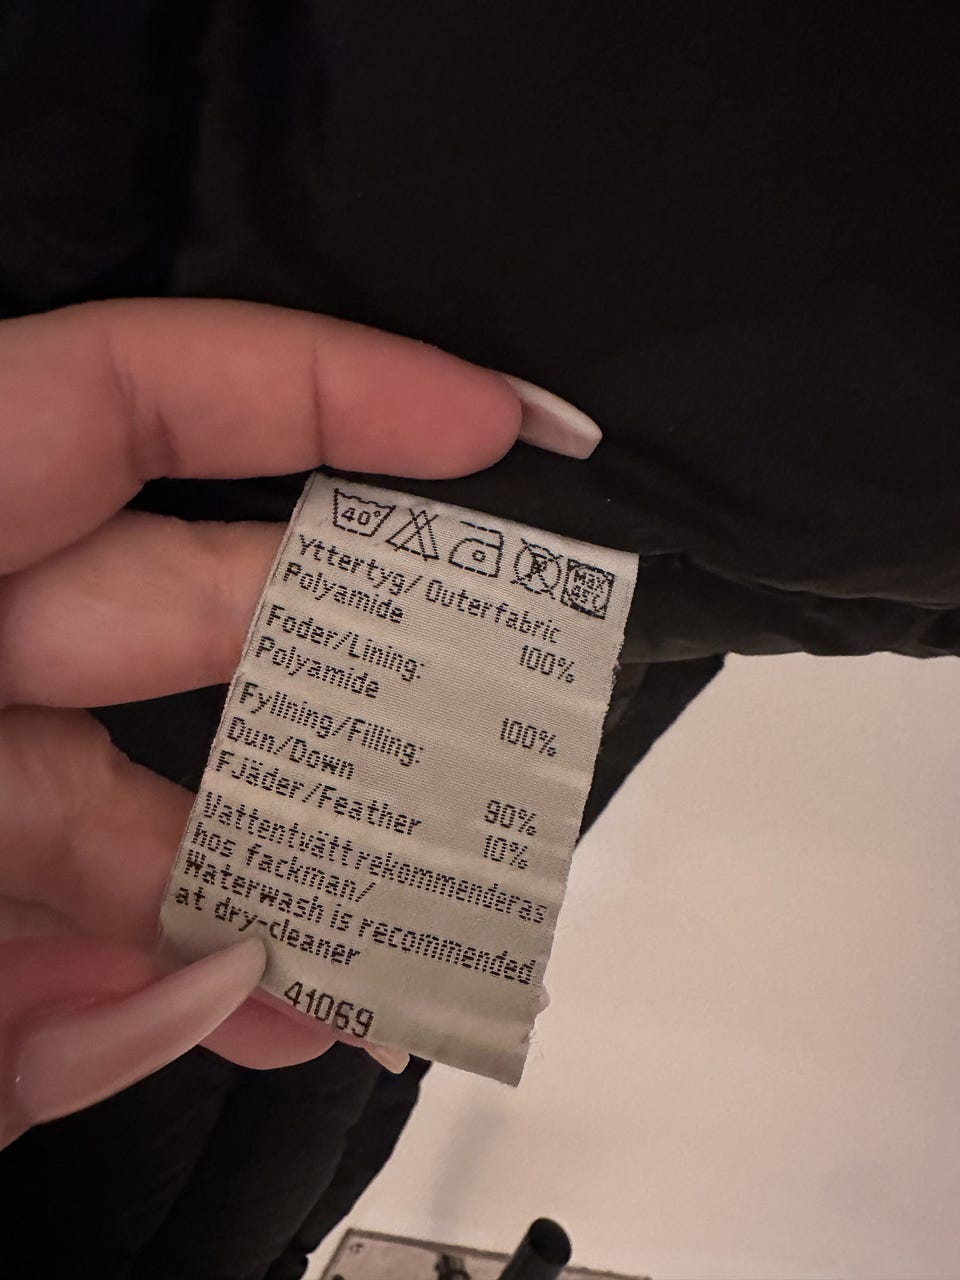 40°
P
Max
Yttertyg/ Outerfabric
Polyamide 100%
Foder/Lining:
Polyamide 100%
Fyllning/Filling:
Dun/Down 90%
Fjäder/Feather 10%
Vattentvätt rekommenderas
hos fackman/
Waterwash is recommended
at dry-cleaner
41069